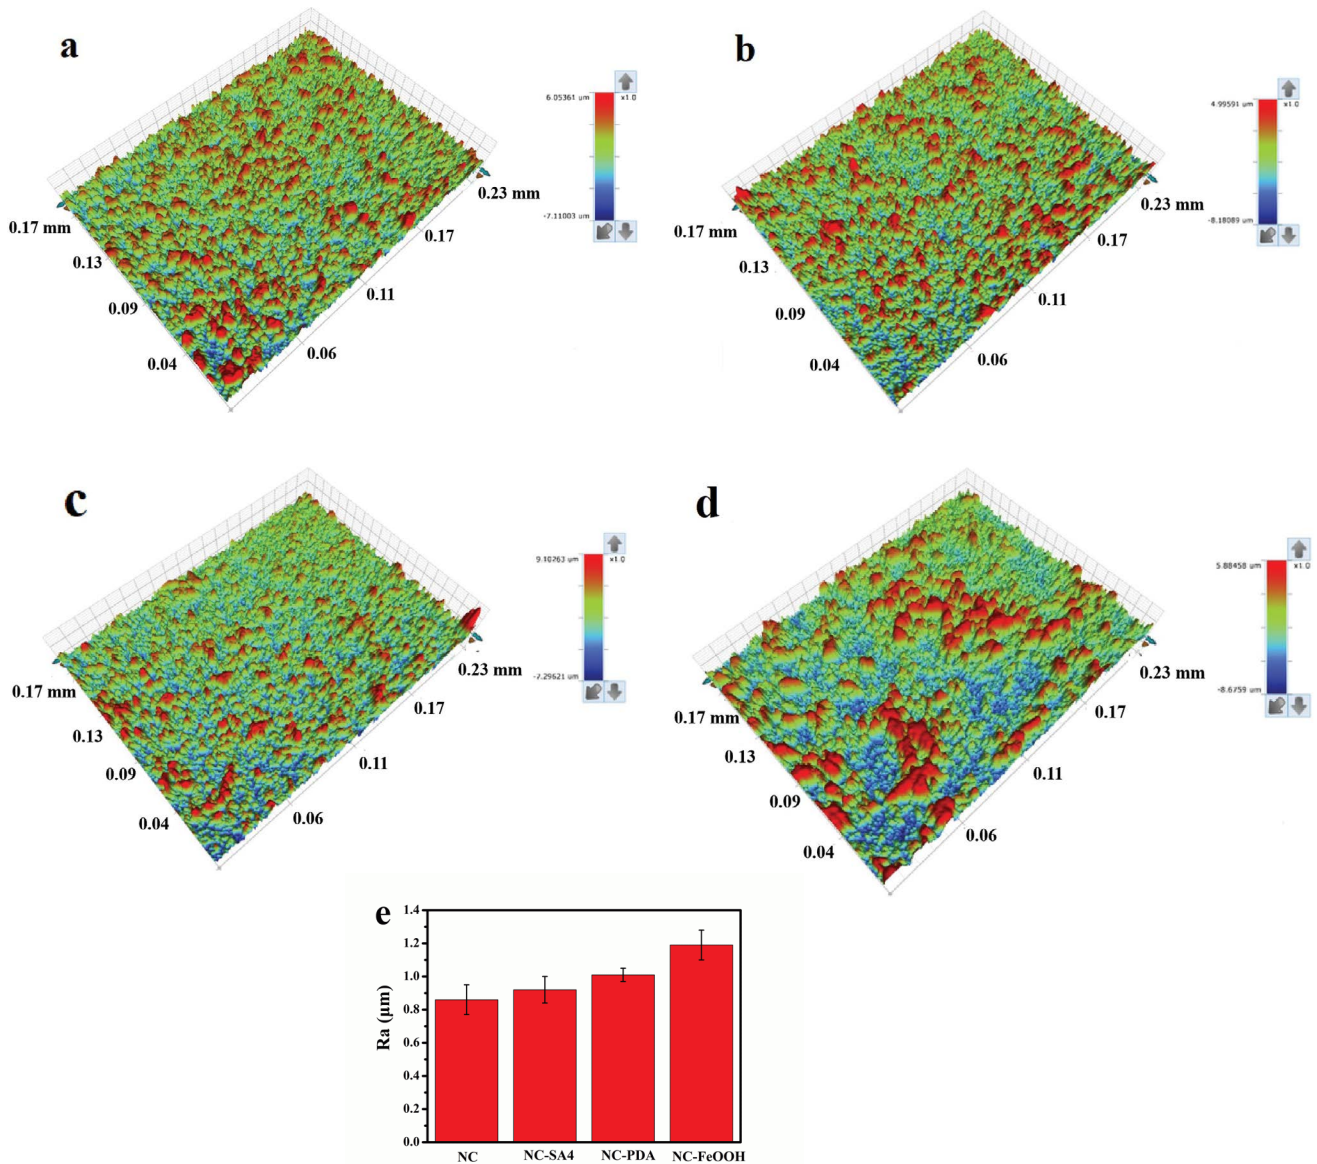 a
6.05361 um
x1.0
-7.11003 um
0.23 mm
0.17
0.11
0.06
0.17 mm
0.13
0.09
0.04
b
4.99591 um
x1.0
-8.18089 um
0.23 mm
0.17
0.11
0.06
0.17 mm
0.13
0.09
0.04
c
9.10263 um
x1.0
-7.29621 um
0.23 mm
0.17
0.11
0.06
0.17 mm
0.13
0.09
0.04
d
5.88458 um
x1.0
-8.6759 um
0.23 mm
0.17
0.11
0.06
0.17 mm
0.13
0.09
0.04
e
Ra (μm)
1.4
1.2
1.0
0.8
0.6
0.4
0.2
0.0
NC NC-SA4 NC-PDA NC-FeOOH